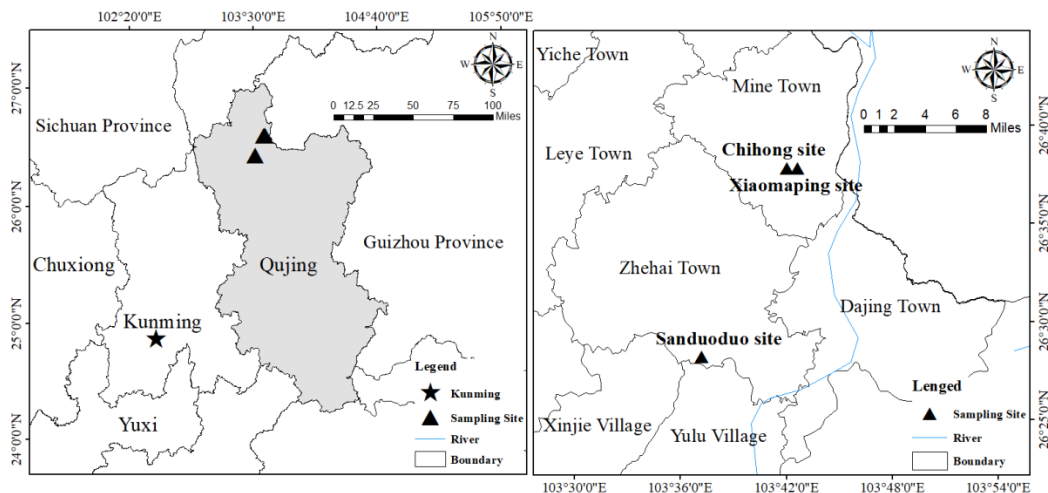 102°20'0"E 103°30'0"E 104°40'0"E 105°50'0"E
27°0'0"N
26°0'0"N
25°0'0"N
24°0'0"N
N
W E
S
0 12.5 25 50 75 100
Miles
Sichuan Province
Guizhou Province
Chuxiong
Qujing
Kunming
Yuxi
Legend
Kunming
Sampling Site
River
Boundary
Yiche Town
N
W E
S
Mine Town
0 1 2 4 6 8
Miles
Leye Town
Chihong site
Xiaomaping site
Zhehai Town
Dajing Town
Sanduoduo site
Xinjie Village
Yulu Village
Lenged
Sampling Site
River
Boundary
26°40'0"N
26°35'0"N
26°30'0"N
26°25'0"N
103°30'0"E 103°36'0"E 103°42'0"E 103°48'0"E 103°54'0"E